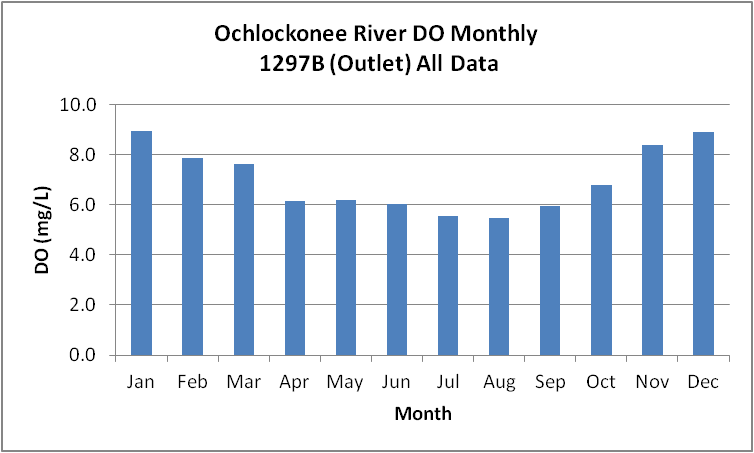 Ochlockonee River DO Monthly
1297B (Outlet) All Data
10.0
8.0
6.0
4.0
2.0
0.0
DO (mg/L)
Jan Feb Mar Apr May Jun Jul Aug Sep Oct Nov Dec
Month